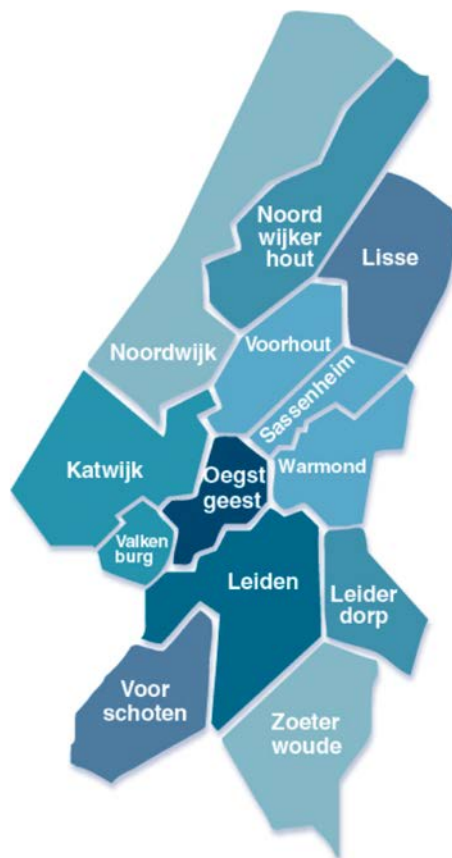 Noord
wijker
hout
Lisse
Noordwijk
Voorhout
Sassenheim
Katwijk
Oegst
geest
Warmond
Valken
burg
Leiden
Leider
dorp
Voor
schoten
Zoeter
woude